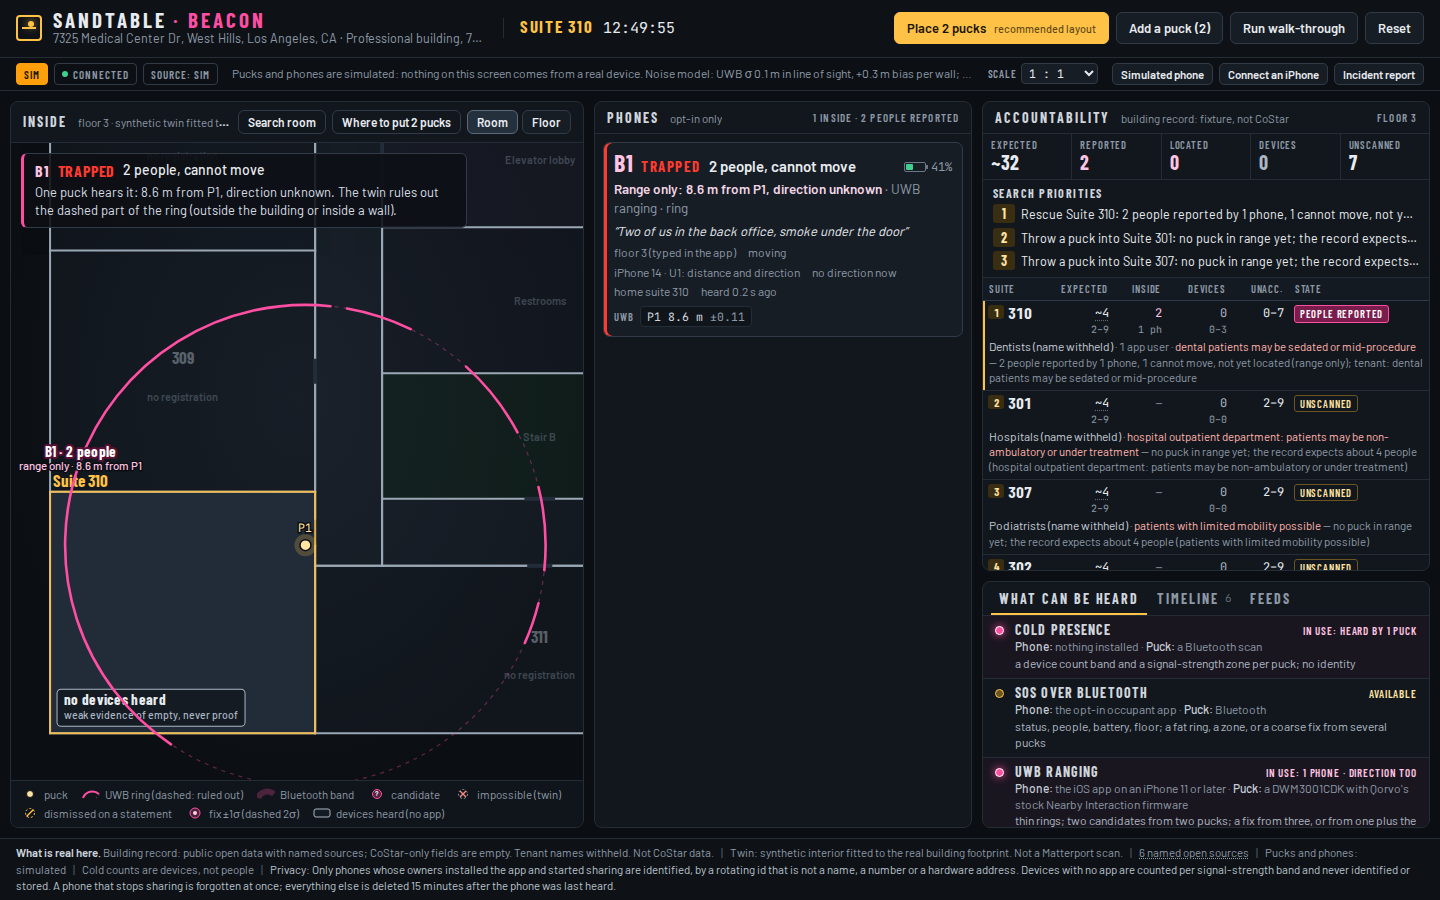 SANDTABLE · BEACON
7325 Medical Center Dr, West Hills, Los Angeles, CA · Professional building, 7…
SUITE 310 12:49:55
Place 2 pucks recommended layout
Add a puck (2)
Run walk-through
Reset
SIM
CONNECTED
SOURCE: SIM
Pucks and phones are simulated: nothing on this screen comes from a real device. Noise model: UWB σ 0.1 m in line of sight, +0.3 m bias per wall; …
SCALE 1 : 1
Simulated phone
Connect an iPhone
Incident report
INSIDE floor 3 · synthetic twin fitted t…
Search room
Where to put 2 pucks
Room
Floor
B1 TRAPPED 2 people, cannot move
One puck hears it: 8.6 m from P1, direction unknown. The twin rules out
the dashed part of the ring (outside the building or inside a wall).
Elevator lobby
Restrooms
309
no registration
Stair B
B1 · 2 people
range only · 8.6 m from P1
Suite 310
P1
311
no registration
no devices heard
weak evidence of empty, never proof
puck
UWB ring (dashed: ruled out)
Bluetooth band
candidate
impossible (twin)
dismissed on a statement
fix ±1σ (dashed 2σ)
devices heard (no app)
PHONES opt-in only
1 INSIDE · 2 PEOPLE REPORTED
B1 TRAPPED 2 people, cannot move 41%
Range only: 8.6 m from P1, direction unknown · UWB
ranging · ring
“Two of us in the back office, smoke under the door”
floor 3 (typed in the app) moving
iPhone 14 · U1: distance and direction no direction now
home suite 310 heard 0.2 s ago
UWB P1 8.6 m ±0.11
ACCOUNTABILITY building record: fixture, not CoStar FLOOR 3
EXPECTED REPORTED LOCATED DEVICES UNSCANNED
~32 2 0 0 7
SEARCH PRIORITIES
1 Rescue Suite 310: 2 people reported by 1 phone, 1 cannot move, not y…
2 Throw a puck into Suite 301: no puck in range yet; the record expects…
3 Throw a puck into Suite 307: no puck in range yet; the record expects…
SUITE EXPECTED INSIDE DEVICES UNACC. STATE
1 310 ~4 2 0 0–7 PEOPLE REPORTED
2–9 1 ph 0–3
Dentists (name withheld) · 1 app user · dental patients may be sedated or mid-procedure
— 2 people reported by 1 phone, 1 cannot move, not yet located (range only); tenant: dental
patients may be sedated or mid-procedure
2 301 ~4 – 0 2–9 UNSCANNED
2–9 0–0
Hospitals (name withheld) · hospital outpatient department: patients may be non-
ambulatory or under treatment — no puck in range yet; the record expects about 4 people
(hospital outpatient department: patients may be non-ambulatory or under treatment)
3 307 ~4 – 0 2–9 UNSCANNED
2–9 0–0
Podiatrists (name withheld) · patients with limited mobility possible — no puck in range
yet; the record expects about 4 people (patients with limited mobility possible)
4 302 ~4 – 0 2–9 UNSCANNED
WHAT CAN BE HEARD
TIMELINE 6
FEEDS
COLD PRESENCE IN USE: HEARD BY 1 PUCK
Phone: nothing installed · Puck: a Bluetooth scan
a device count band and a signal-strength zone per puck; no identity
SOS OVER BLUETOOTH AVAILABLE
Phone: the opt-in occupant app · Puck: Bluetooth
status, people, battery, floor; a fat ring, a zone, or a coarse fix from several
pucks
UWB RANGING IN USE: 1 PHONE · DIRECTION TOO
Phone: the iOS app on an iPhone 11 or later · Puck: a DWM3001CDK with Qorvo's
stock Nearby Interaction firmware
thin rings; two candidates from two pucks; a fix from three, or from one plus the
What is real here. Building record: public open data with named sources; CoStar-only fields are empty. Tenant names withheld. Not CoStar data. | Twin: synthetic interior fitted to the real building footprint. Not a Matterport scan. | 6 named open sources | Pucks and phones:
simulated | Cold counts are devices, not people | Privacy: Only phones whose owners installed the app and started sharing are identified, by a rotating id that is not a name, a number or a hardware address. Devices with no app are counted per signal-strength band and never identified or
stored. A phone that stops sharing is forgotten at once; everything else is deleted 15 minutes after the phone was last heard.